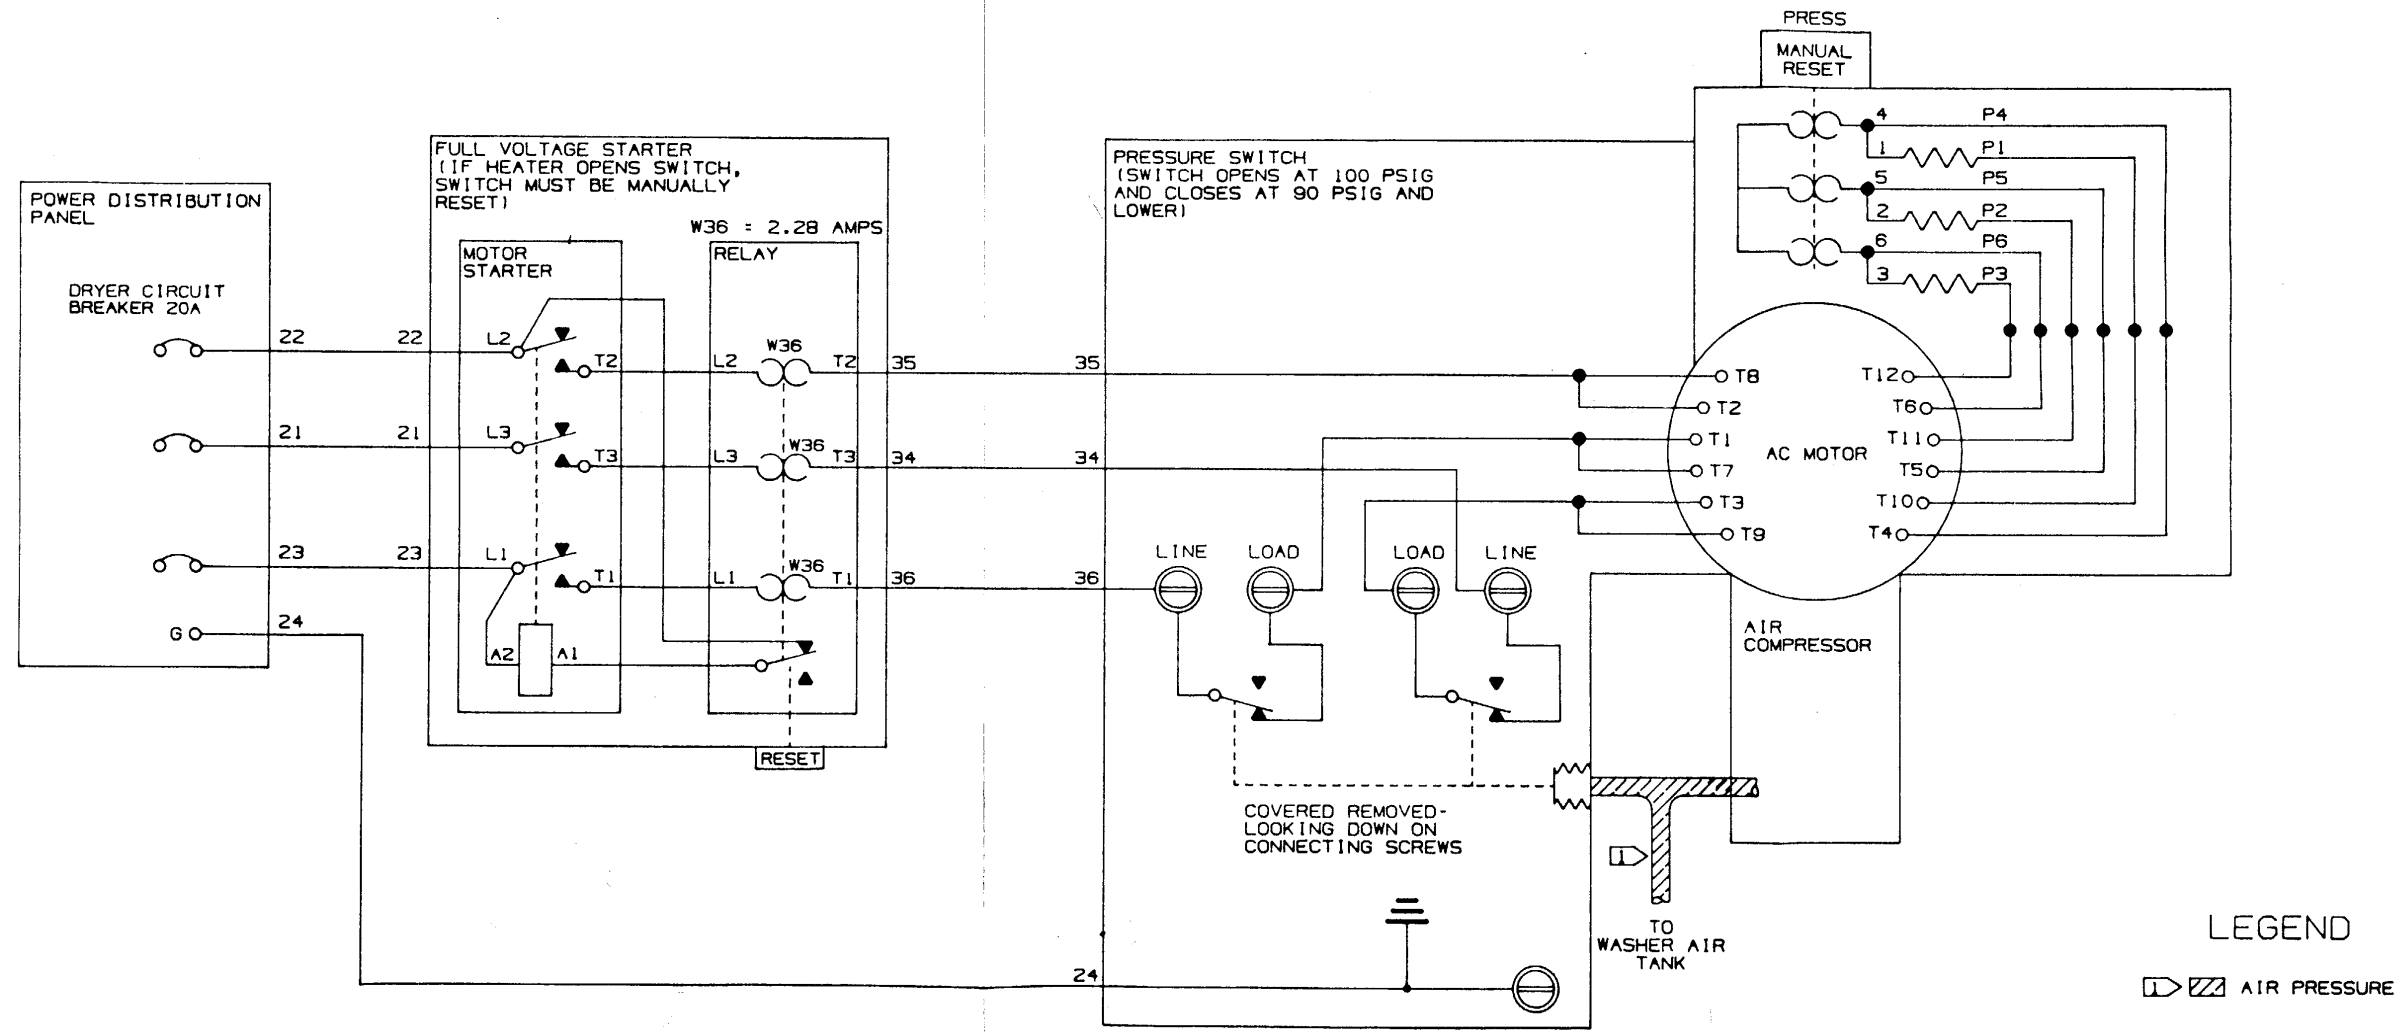 PRESS
MANUAL
RESET
4 P4
1 P1
5 P5
2 P2
6 P6
3 P3
POWER DISTRIBUTION
PANEL
DRYER CIRCUIT
BREAKER 20A
22 22
21 21
23 23
G 24
FULL VOLTAGE STARTER
(IF HEATER OPENS SWITCH,
SWITCH MUST BE MANUALLY
RESET)
W36 = 2.28 AMPS
MOTOR
STARTER
RELAY
L2 T2 L2 W36 T2 35 35
L3 T3 L3 W36 T3 34 34
L1 T1 L1 W36 T1 36 36
A2 A1
RESET
PRESSURE SWITCH
(SWITCH OPENS AT 100 PSIG
AND CLOSES AT 90 PSIG AND
LOWER)
LINE LOAD LOAD LINE
T8 T12
T2 T6
T1 T11
AC MOTOR
T7 T5
T3 T10
T9 T4
AIR
COMPRESSOR
COVERED REMOVED-
LOOKING DOWN ON
CONNECTING SCREWS
1
TO
WASHER AIR
TANK
24
LEGEND
1 AIR PRESSURE